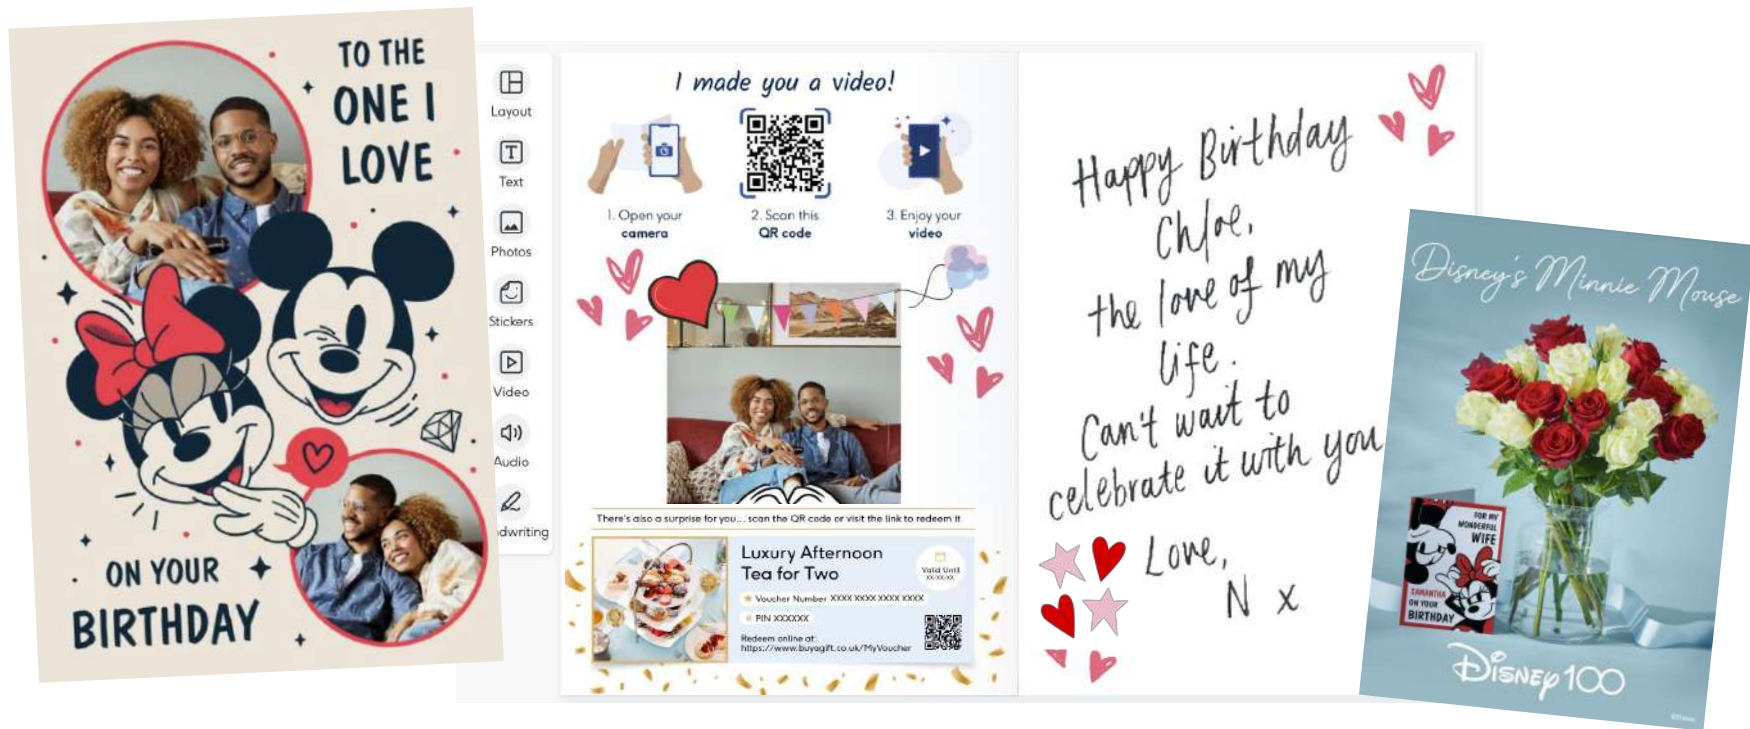 TO THE
ONE I
LOVE
ON YOUR
BIRTHDAY
Layout
Text
Photos
Stickers
Video
Audio
dwriting
I made you a video!
1. Open your
camera
2. Scan this
QR code
3. Enjoy your
video
There's also a surprise for you... scan the QR code or visit the link to redeem it
Luxury Afternoon
Tea for Two
Valid Until
XX/XX/XX
Voucher Number XXXX XXXX XXXX XXXX
PIN XXXXXX
Redeem online at:
https://www.buyagift.co.uk/MyVoucher
Happy Birthday
Chloe,
the love of my
life.
Can't wait to
celebrate it with you
Love,
N x
Disney's Minnie Mouse
FOR MY
WONDERFUL
WIFE
SAMANTHA
ON YOUR
BIRTHDAY
Disney 100
©Disney